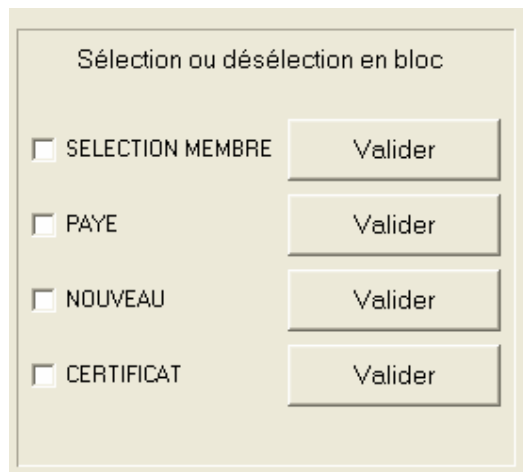 Sélection ou désélection en bloc
SELECTION MEMBRE Valider
PAYE Valider
NOUVEAU Valider
CERTIFICAT Valider